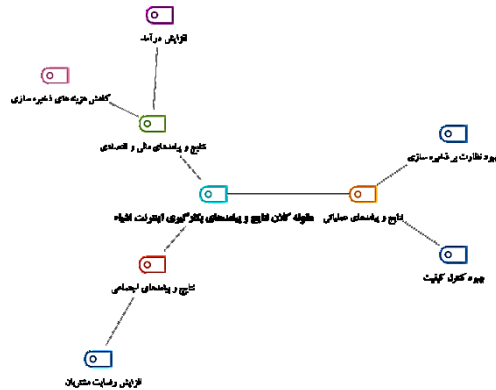 افزایش درآمد
کاهش هزینه‌های ذخیره سازی
نتایج و پیامدهای مالی و اقتصادی
بهبود نظارت بر ذخیره سازی
مقوله کلان نتایج و پیامدهای بکارگیری اینترنت اشیاء
نتایج و پیامدهای عملیاتی
نتایج و پیامدهای اجتماعی
بهبود کنترل کیفیت
افزایش رضایت مشتریان